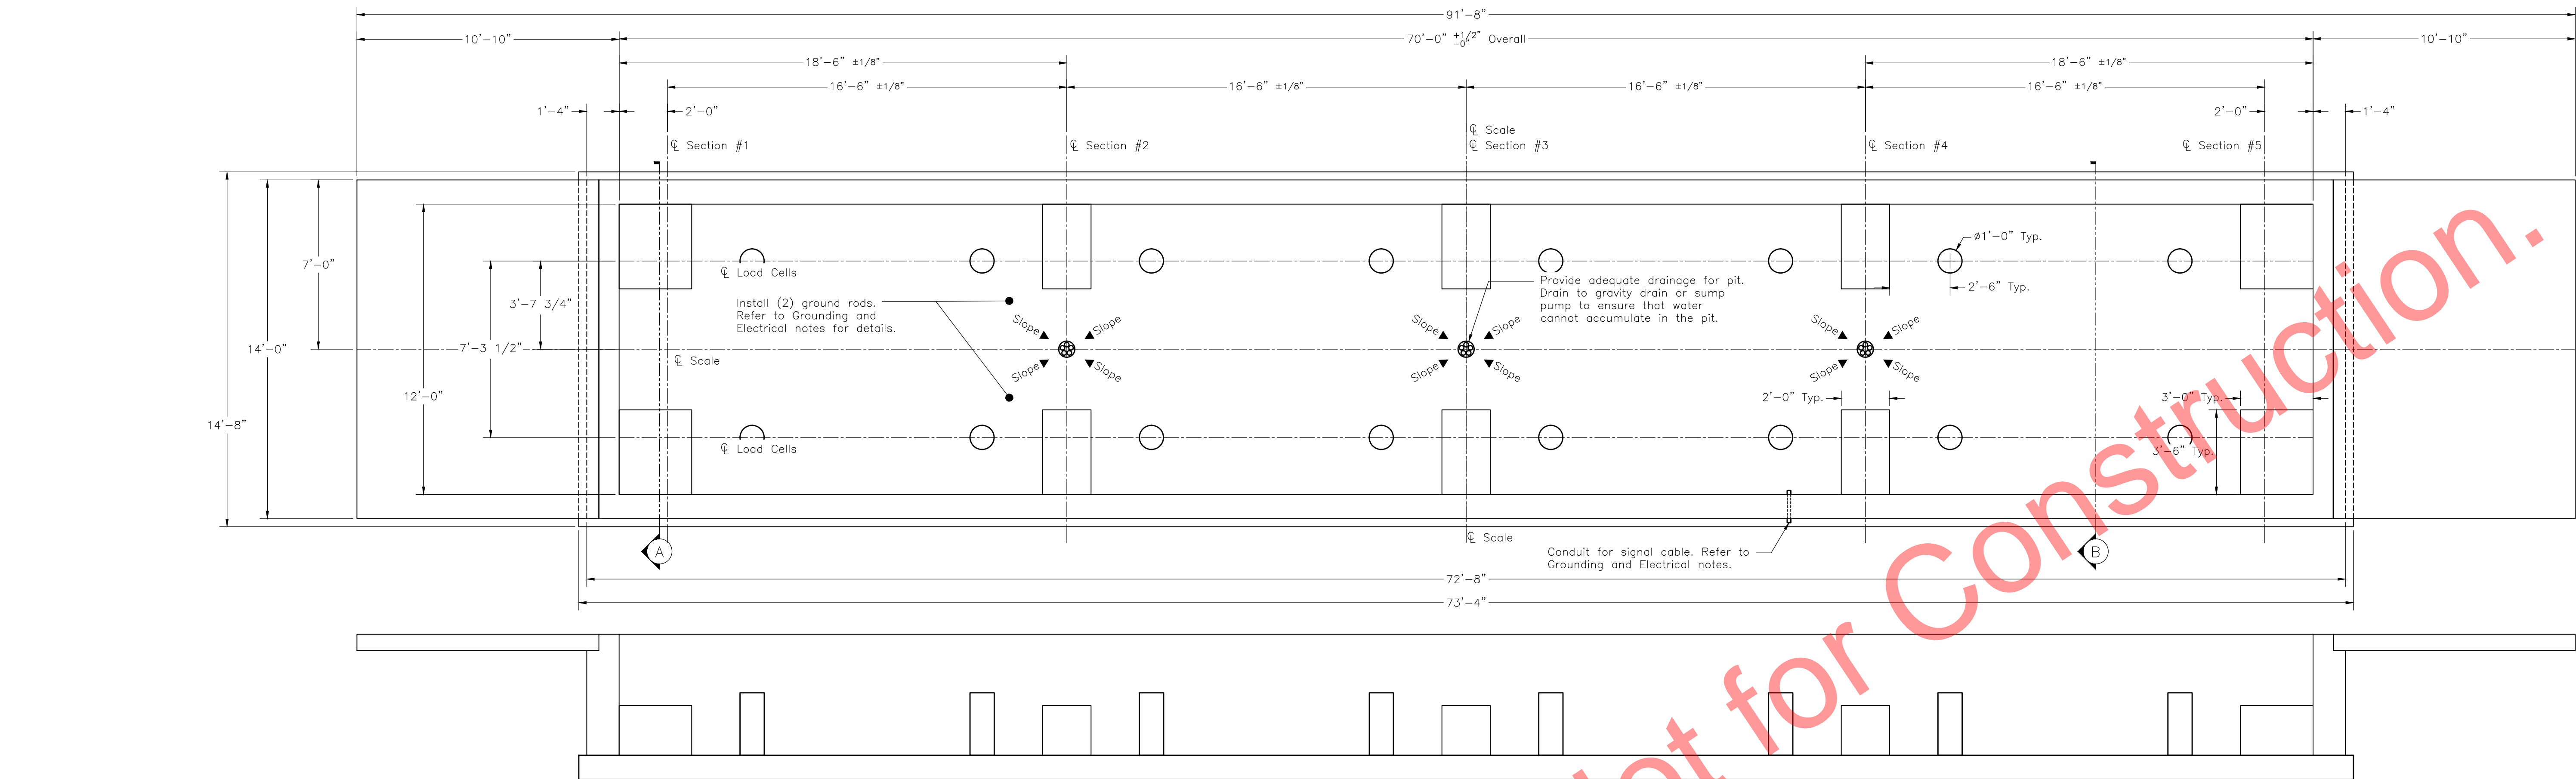 91'-8"
10'-10"
70'-0" +1/2" -0" Overall
10'-10"
18'-6" ±1/8"
18'-6" ±1/8"
16'-6" ±1/8"
16'-6" ±1/8"
16'-6" ±1/8"
16'-6" ±1/8"
1'-4"
2'-0"
2'-0"
1'-4"
℄ Scale
℄ Section #1
℄ Section #2
℄ Section #3
℄ Section #4
℄ Section #5
ø1'-0" Typ.
7'-0"
℄ Load Cells
Provide adequate drainage for pit.
Drain to gravity drain or sump
pump to ensure that water
cannot accumulate in the pit.
2'-6" Typ.
3'-7 3/4"
Install (2) ground rods.
Refer to Grounding and
Electrical notes for details.
Slope
Slope
Slope
Slope
Slope
Slope
14'-0"
7'-3 1/2"
℄ Scale
Slope
Slope
Slope
Slope
Slope
Slope
12'-0"
2'-0" Typ.
3'-0" Typ.
14'-8"
℄ Load Cells
3'-6" Typ.
℄ Scale
A
Conduit for signal cable. Refer to
Grounding and Electrical notes.
B
72'-8"
73'-4"
for Construction.